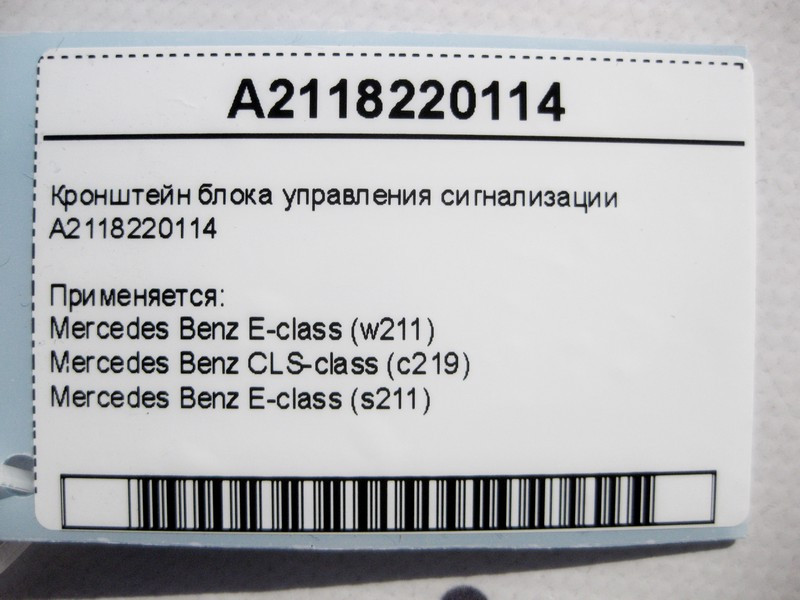 A2118220114
Кронштейн блока управления сигнализации
A2118220114
Применяется:
Mercedes Benz E-class (w211)
Mercedes Benz CLS-class (c219)
Mercedes Benz E-class (s211)